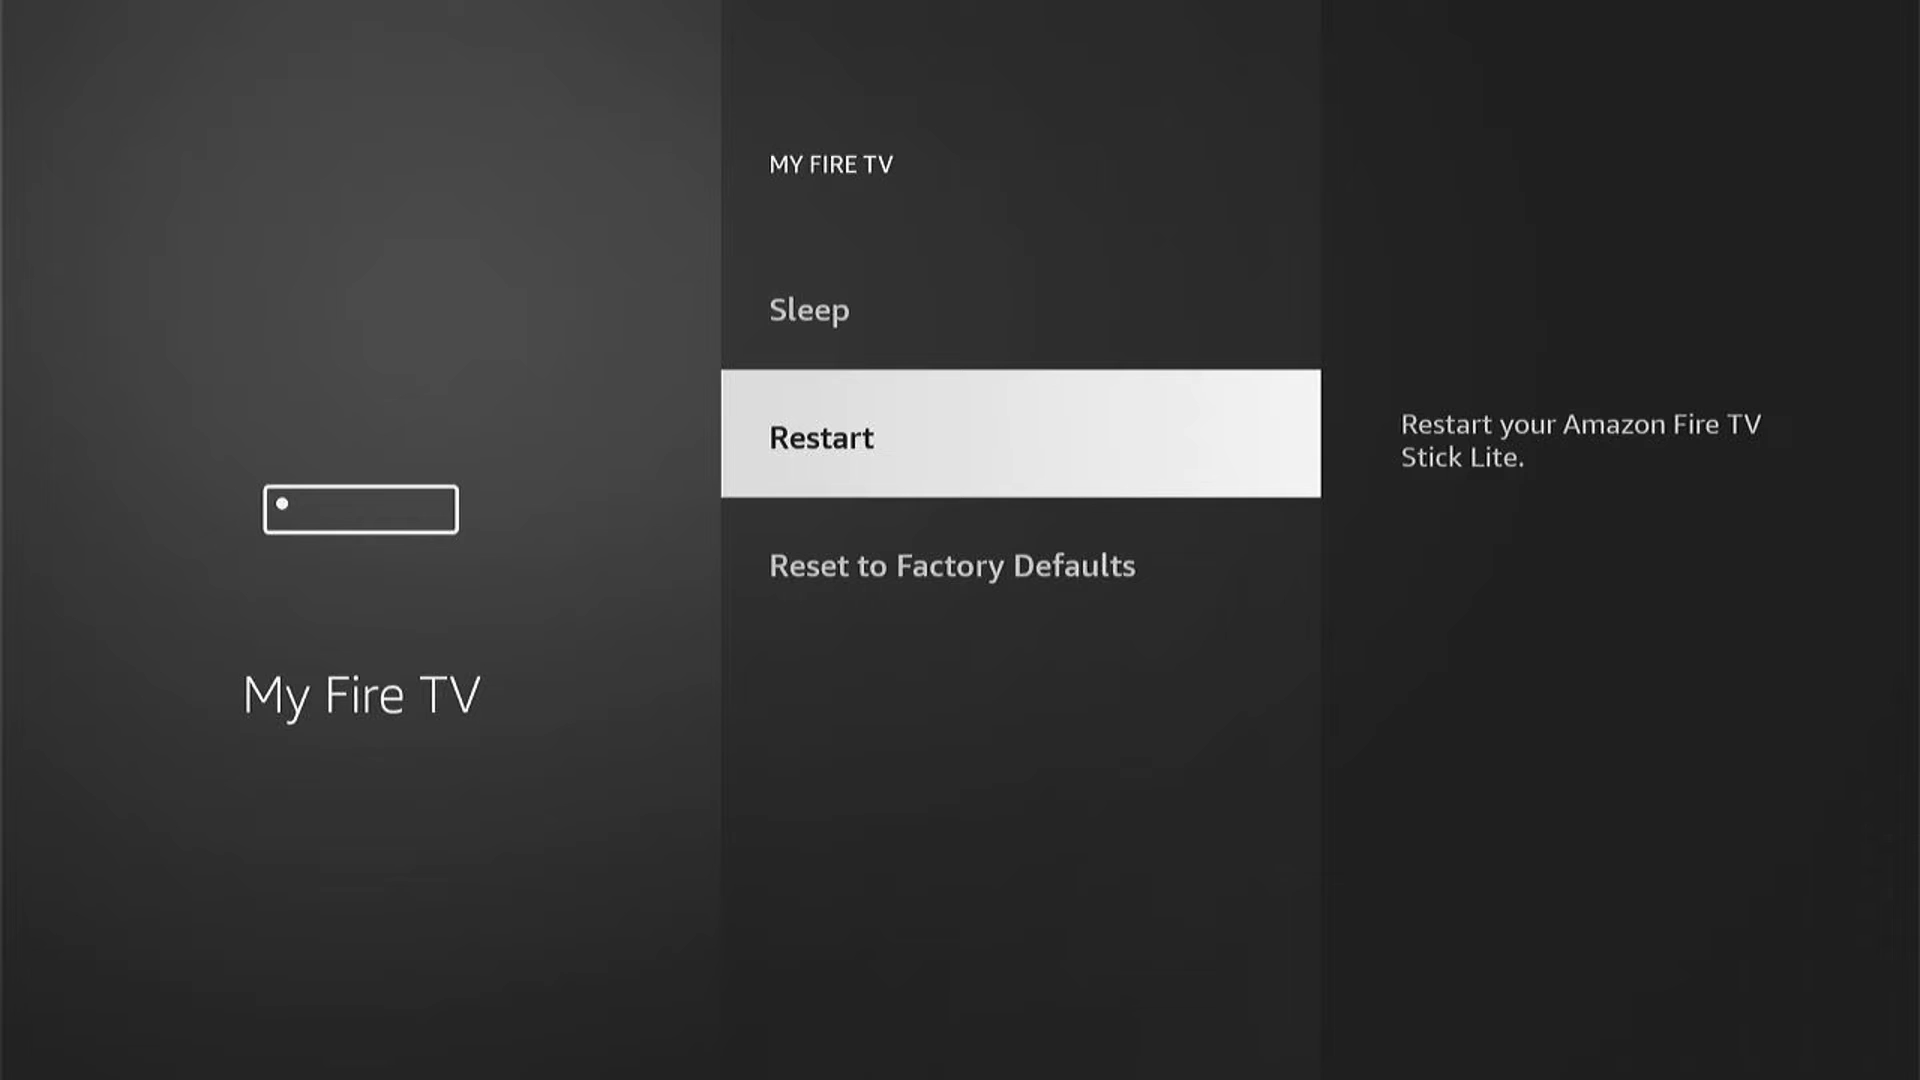 MY FIRE TV
Sleep
Restart
Restart your Amazon Fire TV
Stick Lite.
Reset to Factory Defaults
My Fire TV